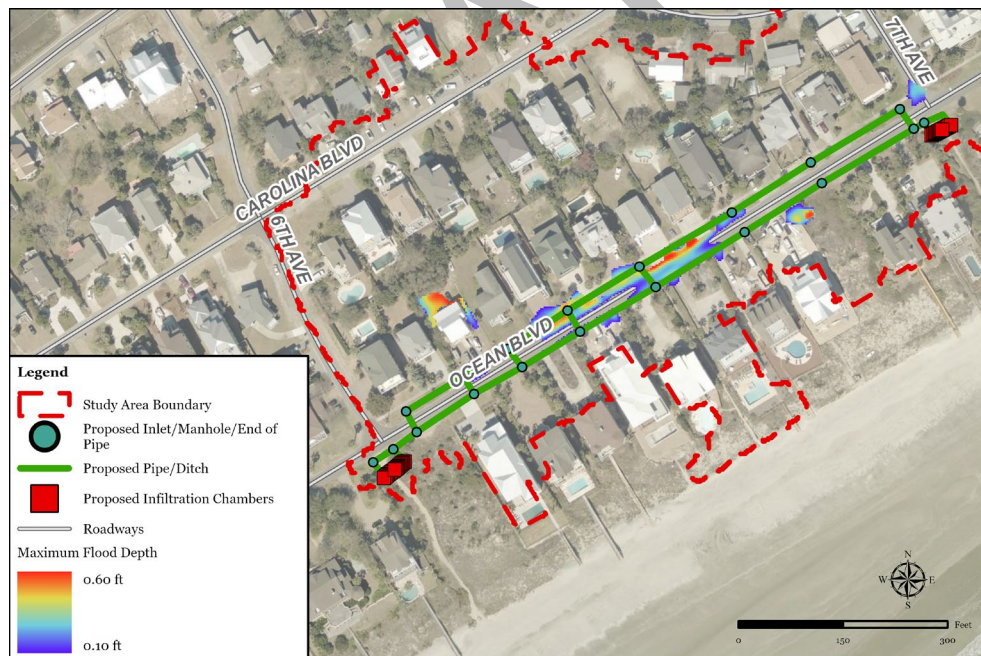 7TH AVE
CAROLINA BLVD
6TH AVE
OCEAN BLVD
Legend
Study Area Boundary
Proposed Inlet/Manhole/End of
Pipe
Proposed Pipe/Ditch
Proposed Infiltration Chambers
Roadways
Maximum Flood Depth
0.60 ft
0.10 ft
N
W E
S
Feet
0 150 300